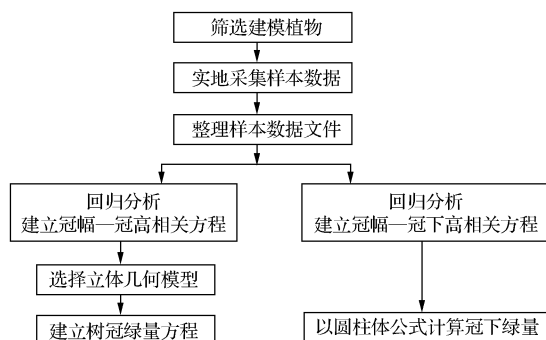 筛选建模植物
实地采集样本数据
整理样本数据文件
回归分析
建立冠幅—冠高相关方程
回归分析
建立冠幅—冠下高相关方程
选择立体几何模型
建立树冠绿量方程
以圆柱体公式计算冠下绿量